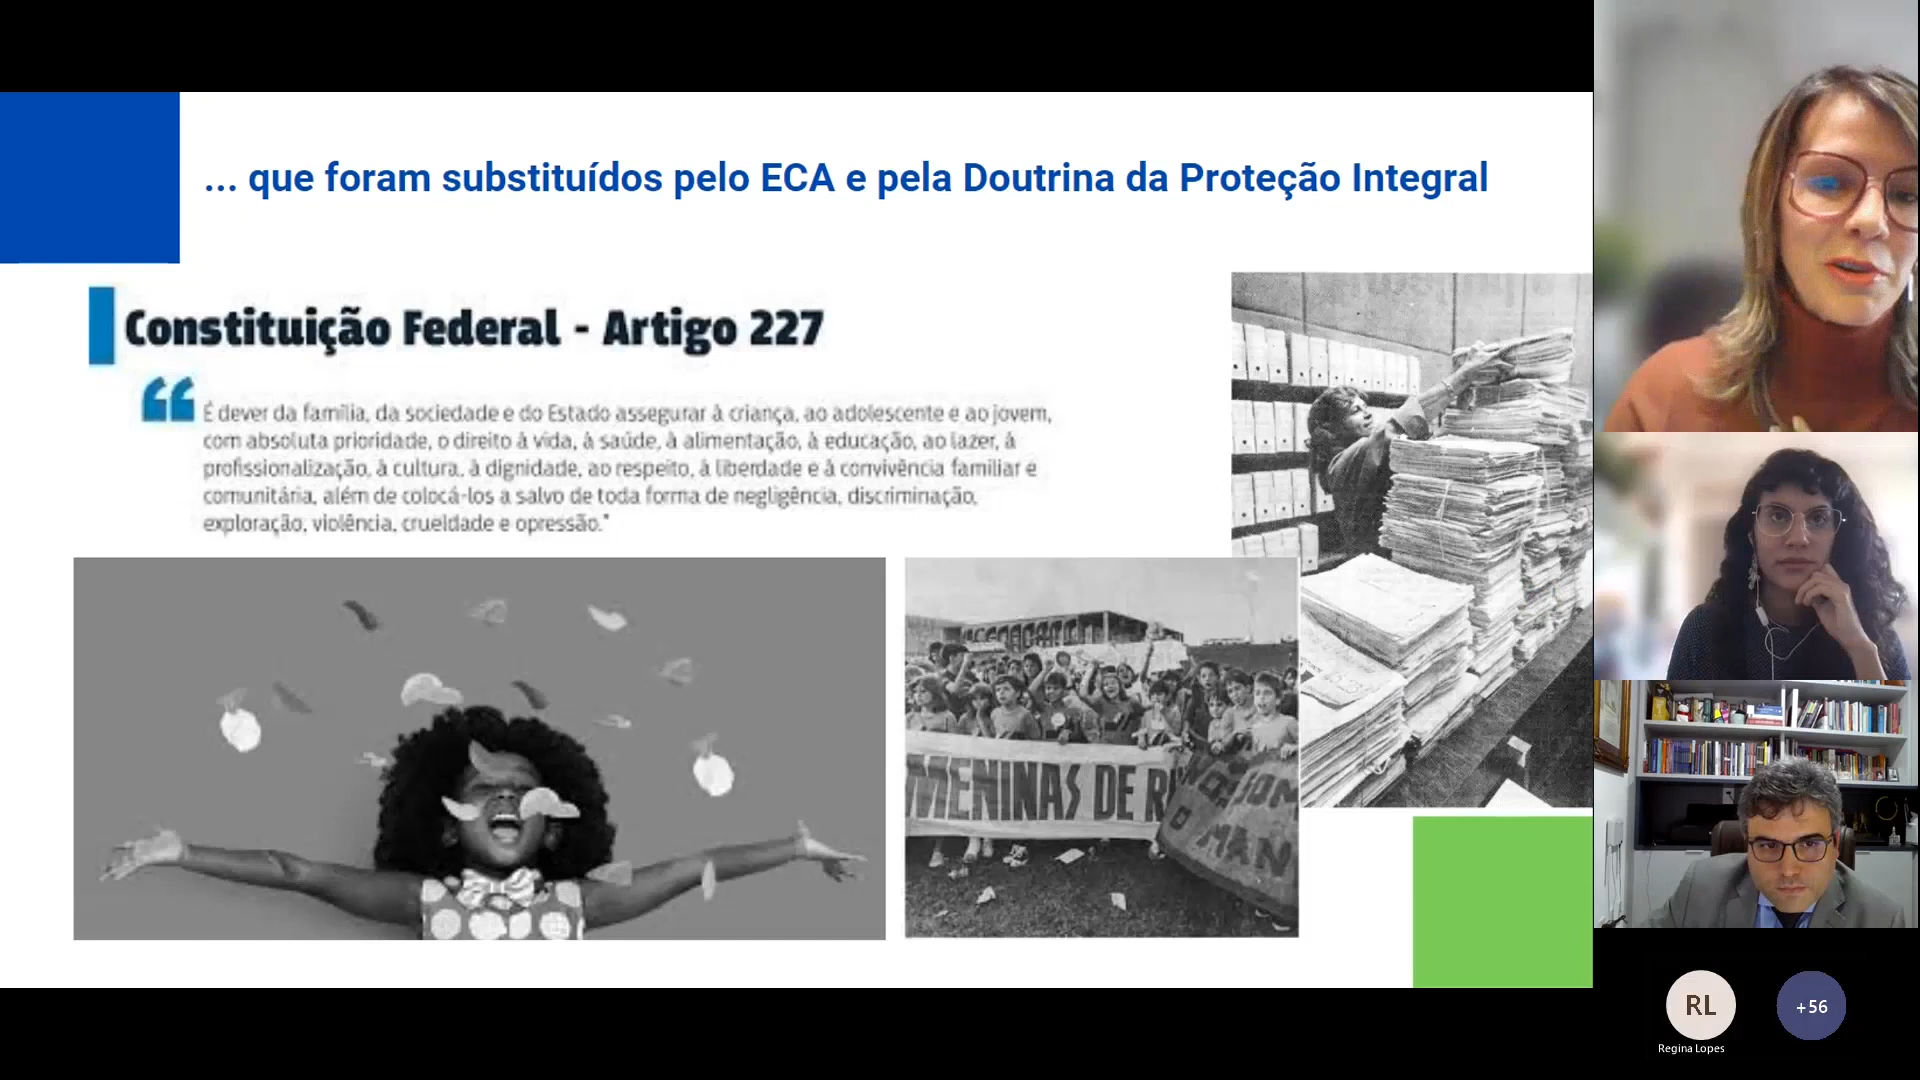 ... que foram substituídos pelo ECA e pela Doutrina da Proteção Integral
Constituição Federal - Artigo 227
“ É dever da família, da sociedade e do Estado assegurar à criança, ao adolescente e ao jovem,
com absoluta prioridade, o direito à vida, à saúde, à alimentação, à educação, ao lazer, à
profissionalização, à cultura, à dignidade, ao respeito, à liberdade e à convivência familiar e
comunitária, além de colocá-los a salvo de toda forma de negligência, discriminação,
exploração, violência, crueldade e opressão."
MENINAS DE R
O MAN
RL
Regina Lopes
+56